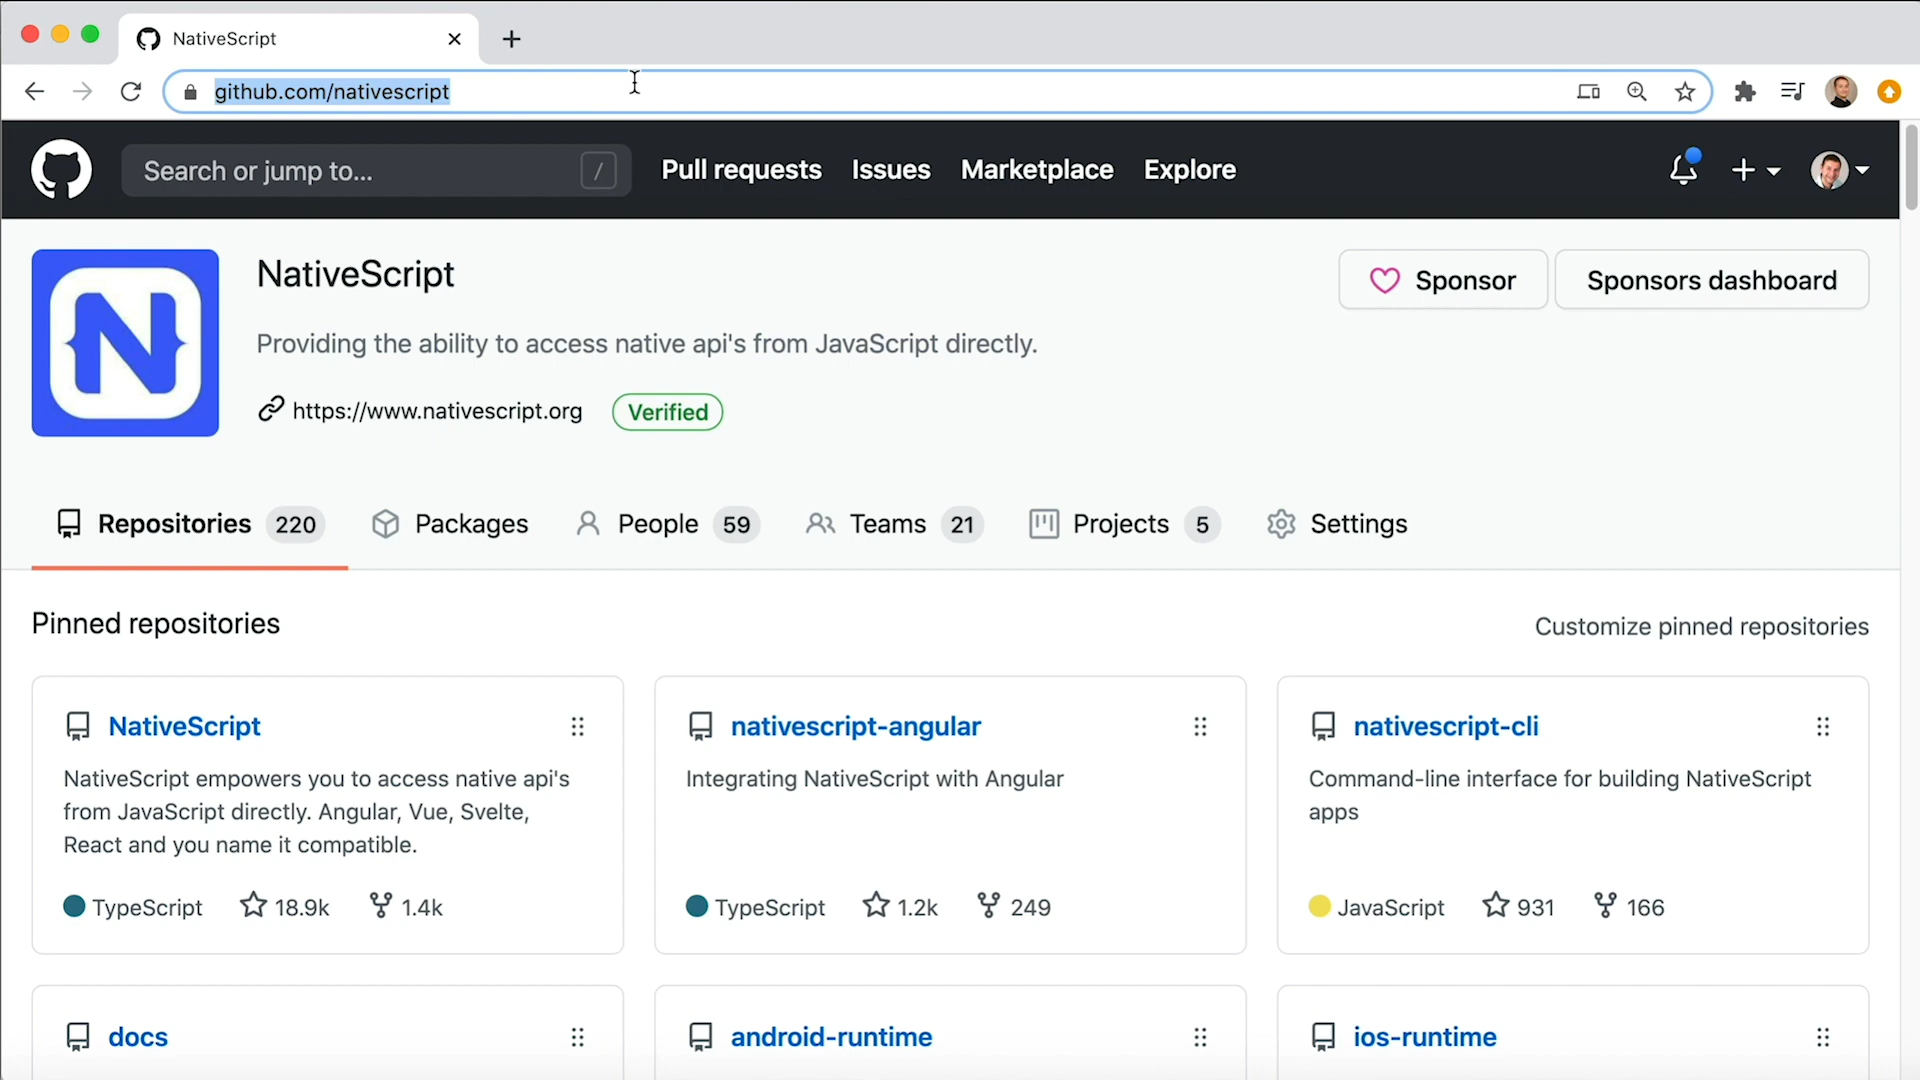 NativeScript
github.com/nativescript
Search or jump to... /
Pull requests Issues Marketplace Explore
NativeScript
Sponsor Sponsors dashboard
Providing the ability to access native api's from JavaScript directly.
https://www.nativescript.org Verified
Repositories 220 Packages People 59 Teams 21 Projects 5 Settings
Pinned repositories
Customize pinned repositories
NativeScript
NativeScript empowers you to access native api's
from JavaScript directly. Angular, Vue, Svelte,
React and you name it compatible.
TypeScript 18.9k 1.4k
nativescript-angular
Integrating NativeScript with Angular
TypeScript 1.2k 249
nativescript-cli
Command-line interface for building NativeScript
apps
JavaScript 931 166
docs
android-runtime
ios-runtime